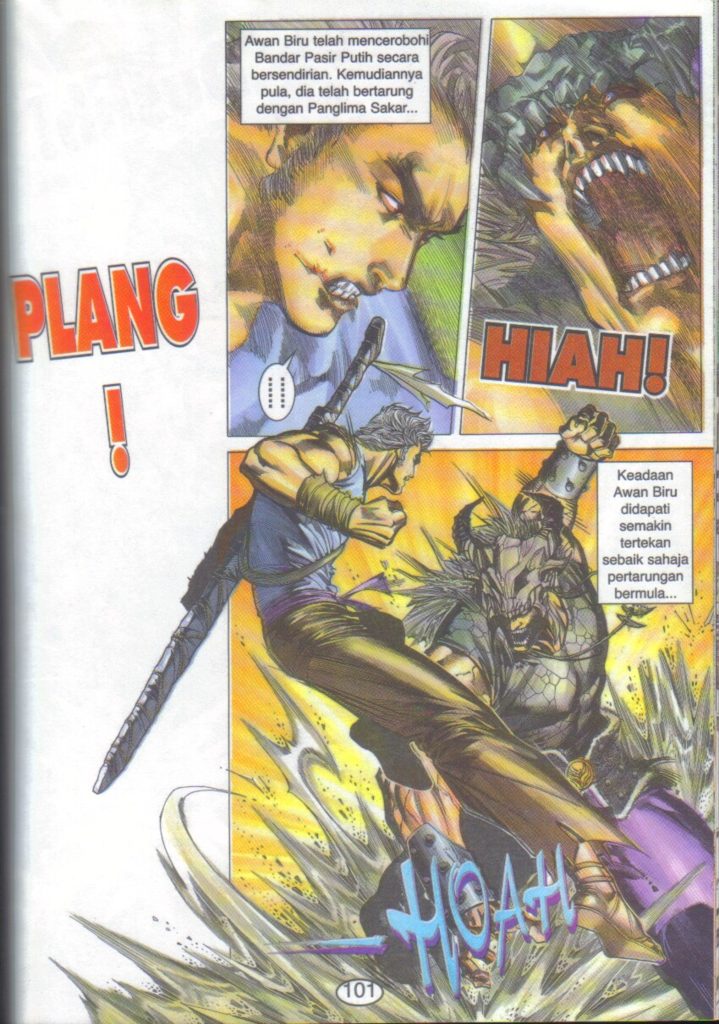 Awan Biru telah mencerobohi
Bandar Pasir Putih secara
bersendirian. Kemudiannya
pula, dia telah bertarung
dengan Panglima Sakar...
HIAH!
PLANG
!
!!!
Keadaan
Awan Biru
didapati
semakin
tertekan
sebaik sahaja
pertarungan
bermula...
HOAH
101